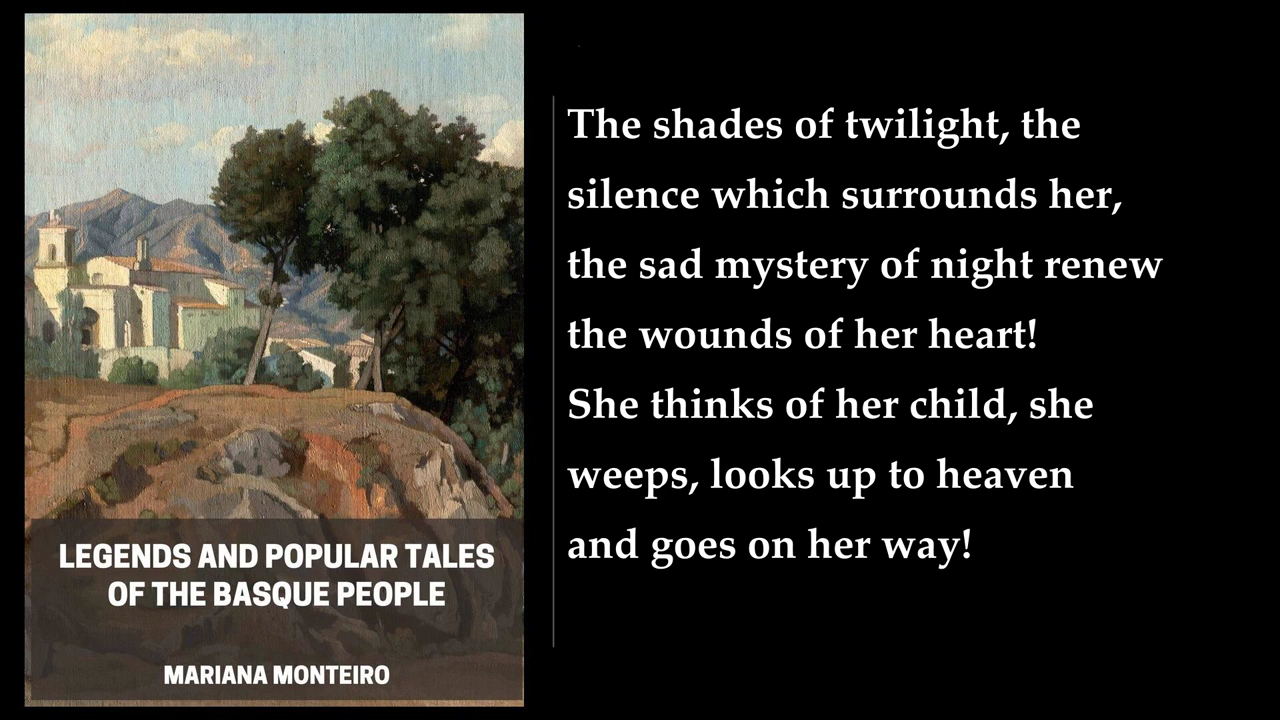 LEGENDS AND POPULAR TALES
OF THE BASQUE PEOPLE
MARIANA MONTEIRO
The shades of twilight, the
silence which surrounds her,
the sad mystery of night renew
the wounds of her heart!
She thinks of her child, she
weeps, looks up to heaven
and goes on her way!